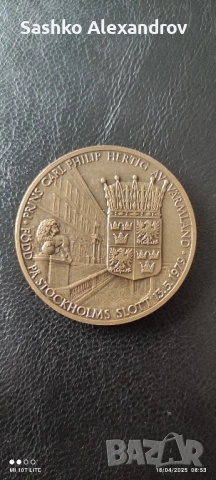 Sashko Alexandrov
PRINS CARL PHILIP HERTIG AV VÄRMLAND
FÖDD PÅ STOCKHOLMS SLOTT 13.5.1979
MI 10T LITE
16/04/2025 08:53
BAZAR.BG